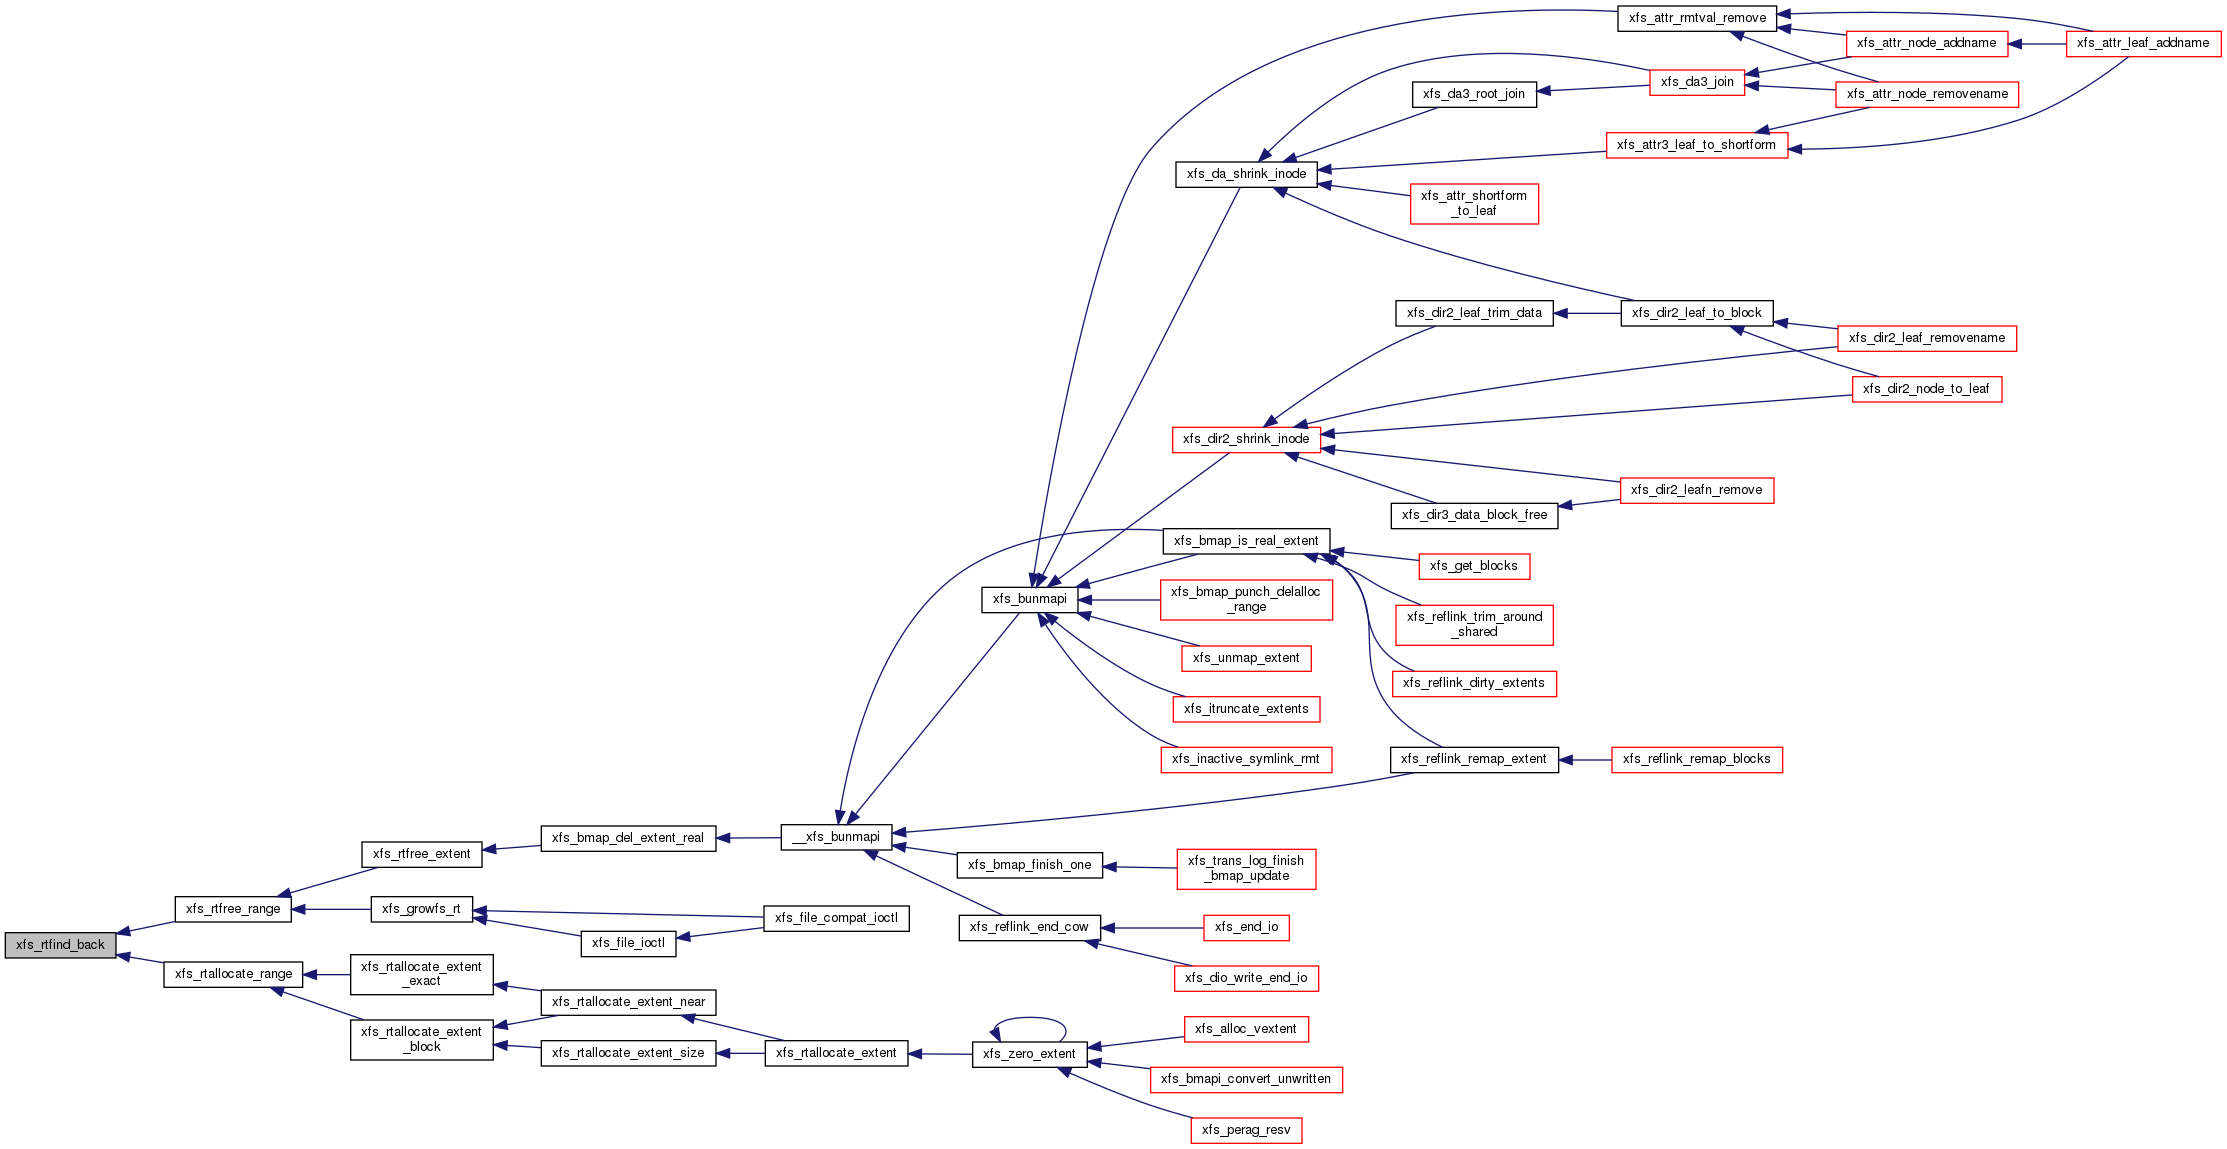 xfs_attr_rmtval_remove
xfs_attr_node_addname
xfs_attr_leaf_addname
xfs_da3_join
xfs_da3_root_join
xfs_attr_node_removename
xfs_attr3_leaf_to_shortform
xfs_da_shrink_inode
xfs_attr_shortform
_to_leaf
xfs_dir2_leaf_trim_data
xfs_dir2_leaf_to_block
xfs_dir2_leaf_removename
xfs_dir2_node_to_leaf
xfs_dir2_shrink_inode
xfs_dir2_leafn_remove
xfs_dir3_data_block_free
xfs_bmap_is_real_extent
xfs_get_blocks
xfs_bunmapi
xfs_bmap_punch_delalloc
_range
xfs_reflink_trim_around
_shared
xfs_unmap_extent
xfs_reflink_dirty_extents
xfs_itruncate_extents
xfs_inactive_symlink_rmt
xfs_reflink_remap_extent
xfs_reflink_remap_blocks
xfs_bmap_del_extent_real
__xfs_bunmapi
xfs_rtfree_extent
xfs_bmap_finish_one
xfs_trans_log_finish
_bmap_update
xfs_rtfree_range
xfs_growfs_rt
xfs_file_compat_ioctl
xfs_reflink_end_cow
xfs_end_io
xfs_rtfind_back
xfs_file_ioctl
xfs_rtallocate_range
xfs_rtallocate_extent
_exact
xfs_dio_write_end_io
xfs_rtallocate_extent_near
xfs_rtallocate_extent
_block
xfs_rtallocate_extent_size
xfs_rtallocate_extent
xfs_zero_extent
xfs_alloc_vextent
xfs_bmapi_convert_unwritten
xfs_perag_resv